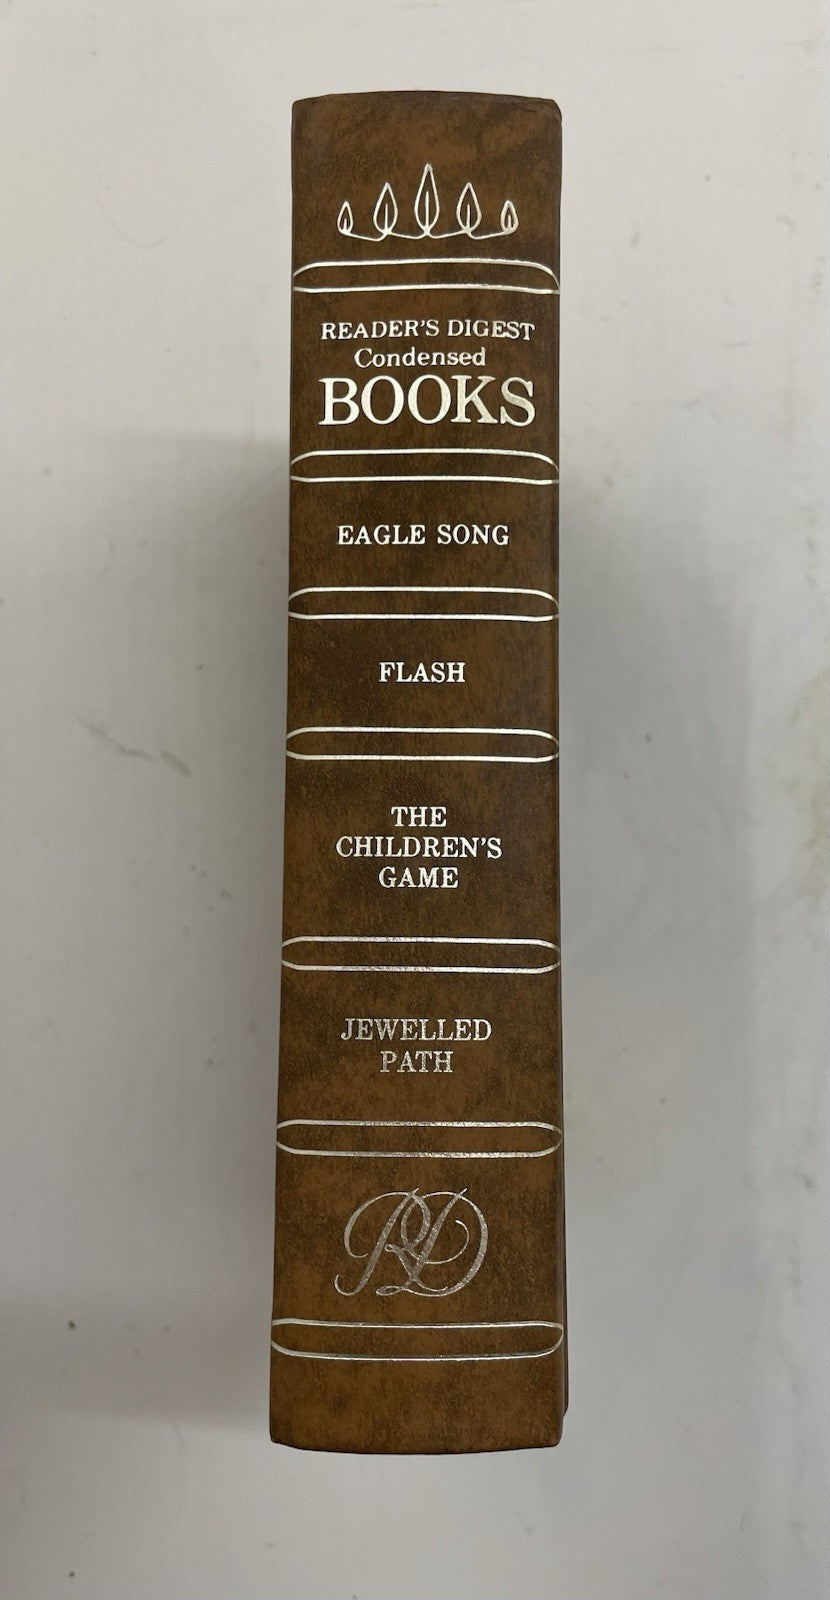 READER'S DIGEST
Condensed
BOOKS
EAGLE SONG
FLASH
THE
CHILDREN'S
GAME
JEWELLED
PATH
RD